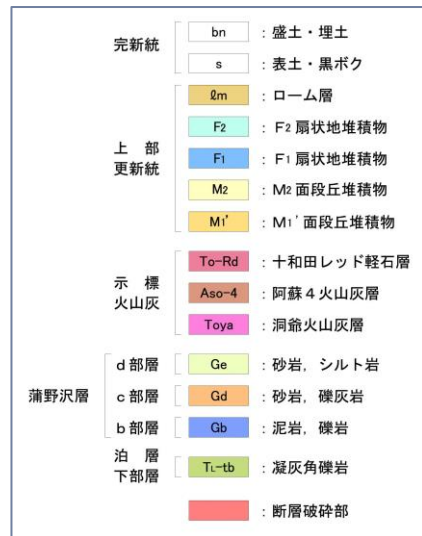 完新統
bn ：盛土・埋土
s ：表土・黒ボク
上 部
更新統
ℓm ：ローム層
F2 ：F2 扇状地堆積物
F1 ：F1 扇状地堆積物
M2 ：M2 面段丘堆積物
M1' ：M1' 面段丘堆積物
示 標
火山灰
To-Rd ：十和田レッド軽石層
Aso-4 ：阿蘇4火山灰層
Toya ：洞爺火山灰層
蒲野沢層
d 部層 Ge ：砂岩，シルト岩
c 部層 Gd ：砂岩，礫灰岩
b 部層 Gb ：泥岩，礫岩
泊 層
下部層
TL-tb ：凝灰角礫岩
：断層破砕部